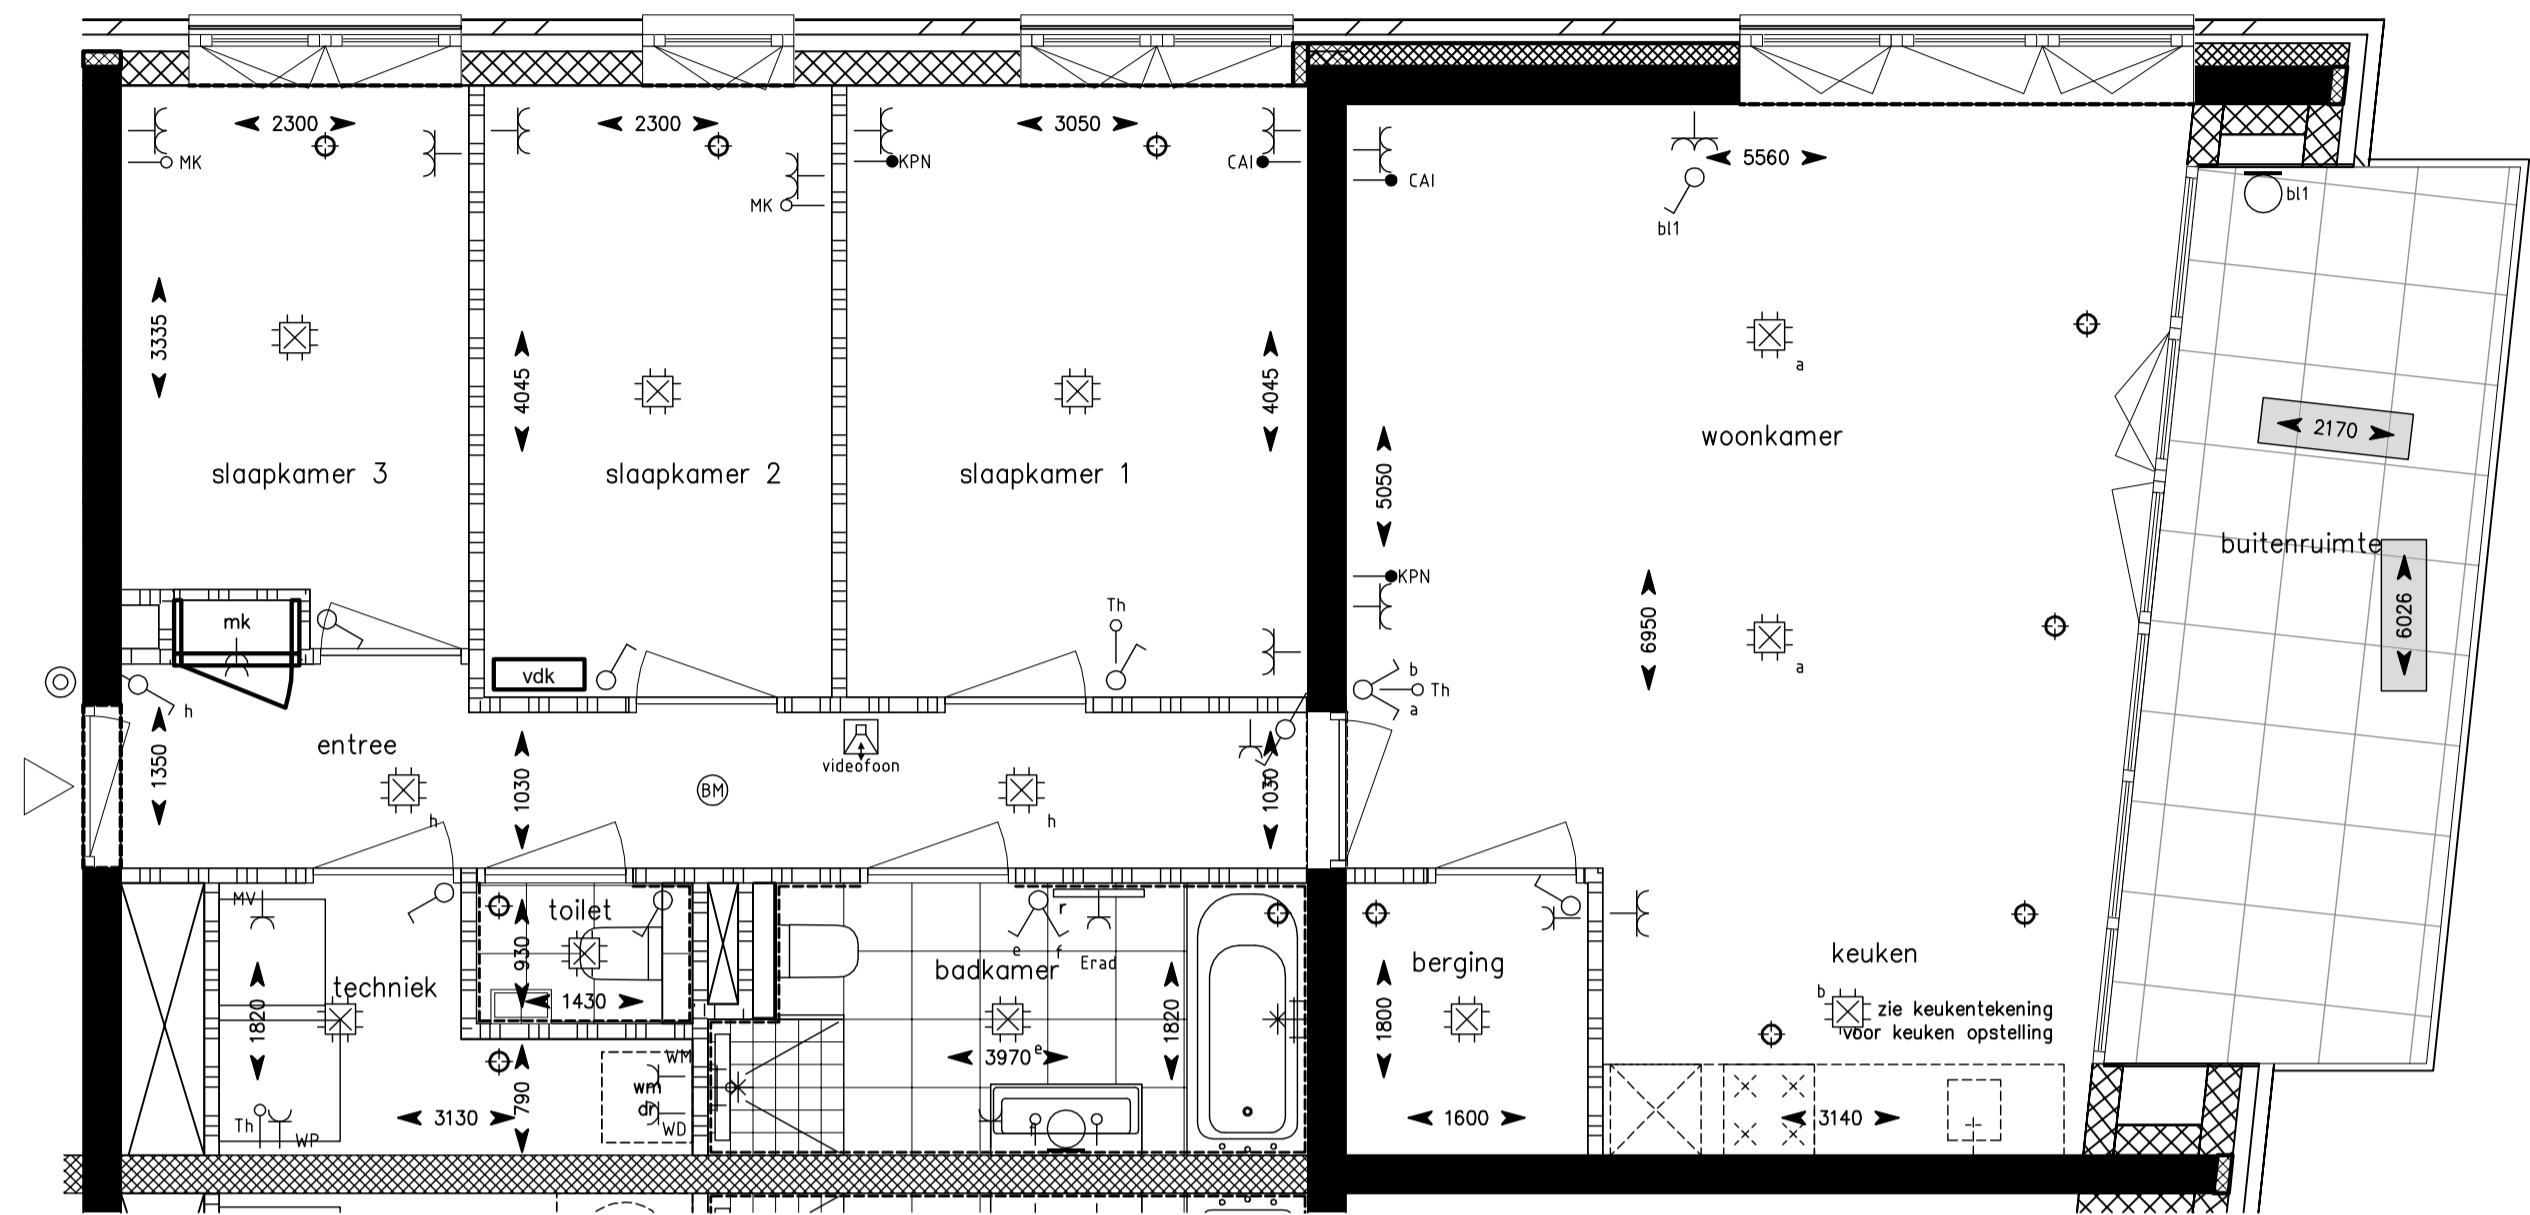 2300
2300
3050
5560
MK
KPN
CAI
CAI
MK
bl1
bl1
3335
4045
4045
a
woonkamer
2170
slaapkamer 3
slaapkamer 2
slaapkamer 1
5050
buitenruimte
KPN
6026
mk
Th
6950
a
vdk
b
Th
a
h
entree
1350
1030
videofoon
1030
BM
h
h
MV
toilet
r
e
f
Erad
930
badkamer
berging
keuken
techniek
1430
b
zie keukentekening
voor keuken opstelling
1820
1820
1800
3970
e
WM
wm
dr
790
3130
WD
Th
WP
f
1600
3140